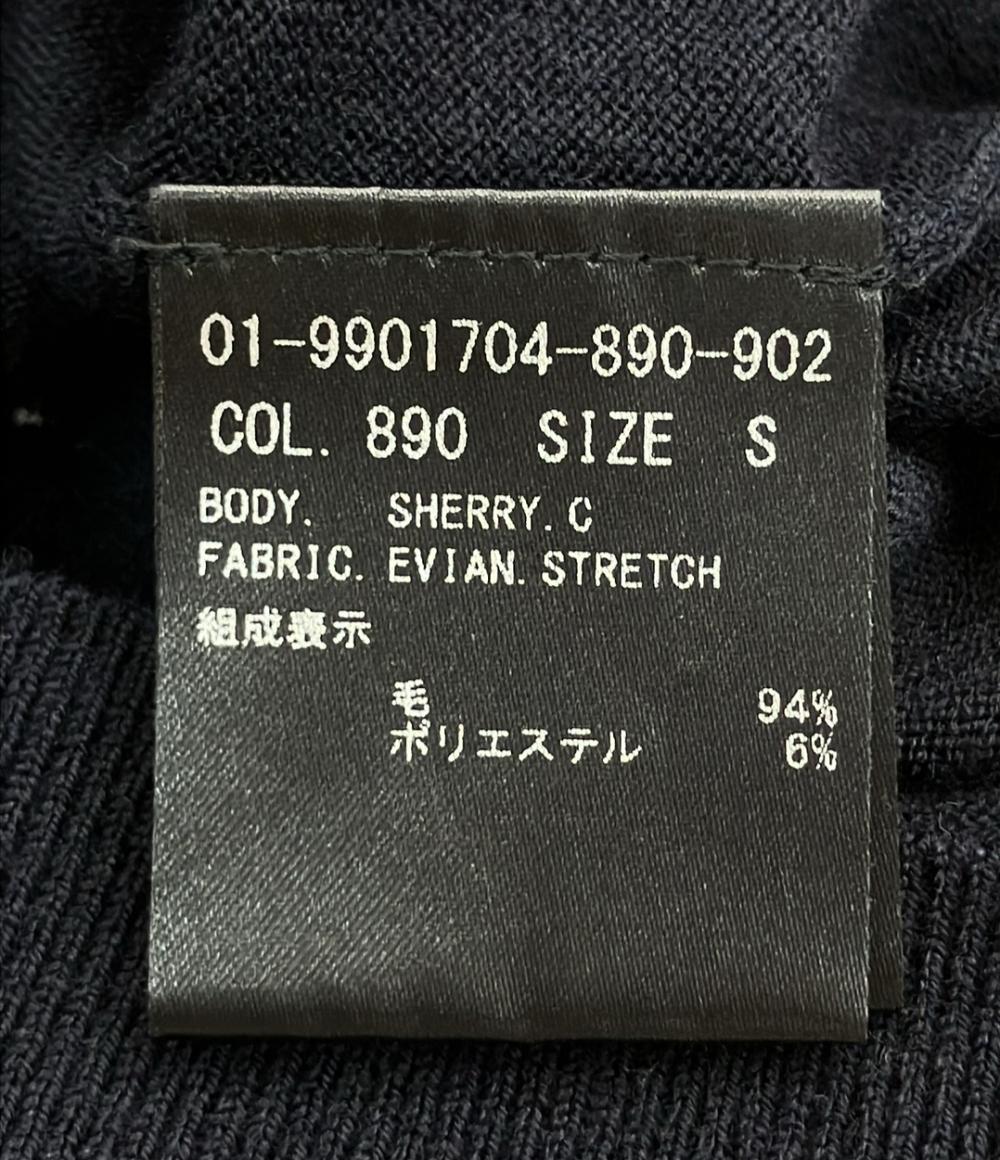 01-9901704-890-902
COL. 890 SIZE S
BODY. SHERRY.C
FABRIC. EVIAN.STRETCH
組成表示
毛 94%
ポリエステル 6%